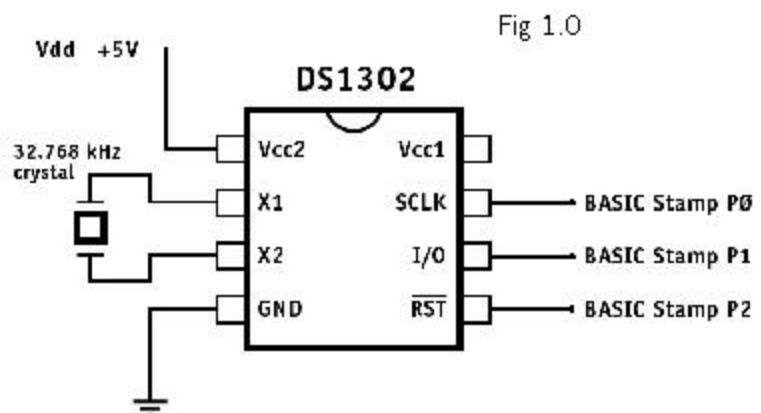 Fig 1.0
Vdd +5V
DS1302
32.768 kHz
crystal
Vcc2
Vcc1
X1
SCLK
BASIC Stamp P0
X2
I/O
BASIC Stamp P1
GND
RST
BASIC Stamp P2